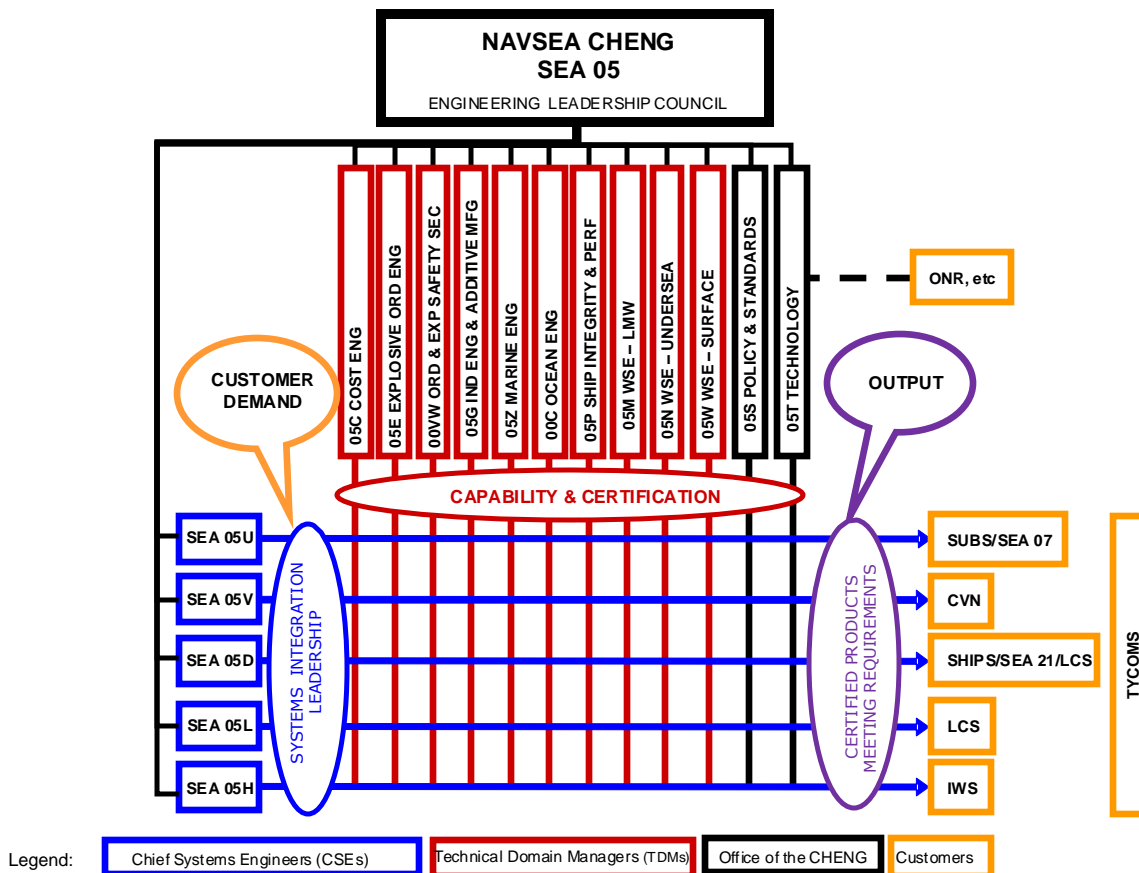 NAVSEA CHENG
SEA 05
ENGINEERING LEADERSHIP COUNCIL
05C COST ENG
05E EXPLOSIVE ORD ENG
00VW ORD & EXP SAFETY SEC
05G IND ENG & ADDITIVE MFG
05Z MARINE ENG
00C OCEAN ENG
05P SHIP INTEGRITY & PERF
05M WSE – LMW
05N WSE – UNDERSEA
05W WSE – SURFACE
05S POLICY & STANDARDS
05T TECHNOLOGY
ONR, etc
CUSTOMER
DEMAND
OUTPUT
CAPABILITY & CERTIFICATION
SEA 05U
SEA 05V
SEA 05D
SEA 05L
SEA 05H
SYSTEMS INTEGRATION
LEADERSHIP
CERTIFIED PRODUCTS
MEETING REQUIREMENTS
SUBS/SEA 07
CVN
SHIPS/SEA 21/LCS
LCS
IWS
TYCOMS
Legend:
Chief Systems Engineers (CSEs)
Technical Domain Managers (TDMs)
Office of the CHENG
Customers